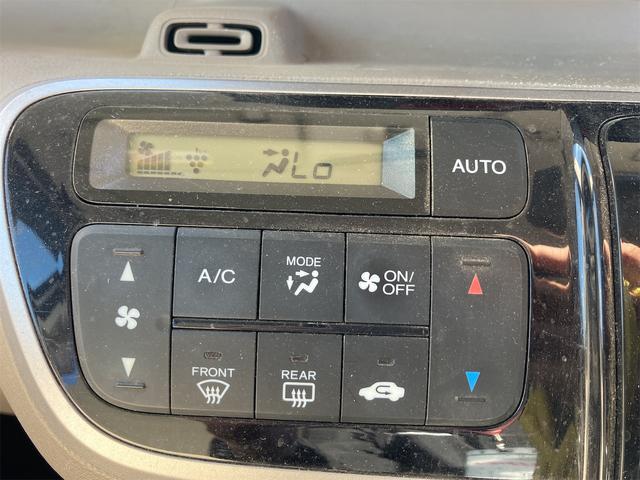 Lo
AUTO
A/C
MODE
ON/
OFF
FRONT
REAR